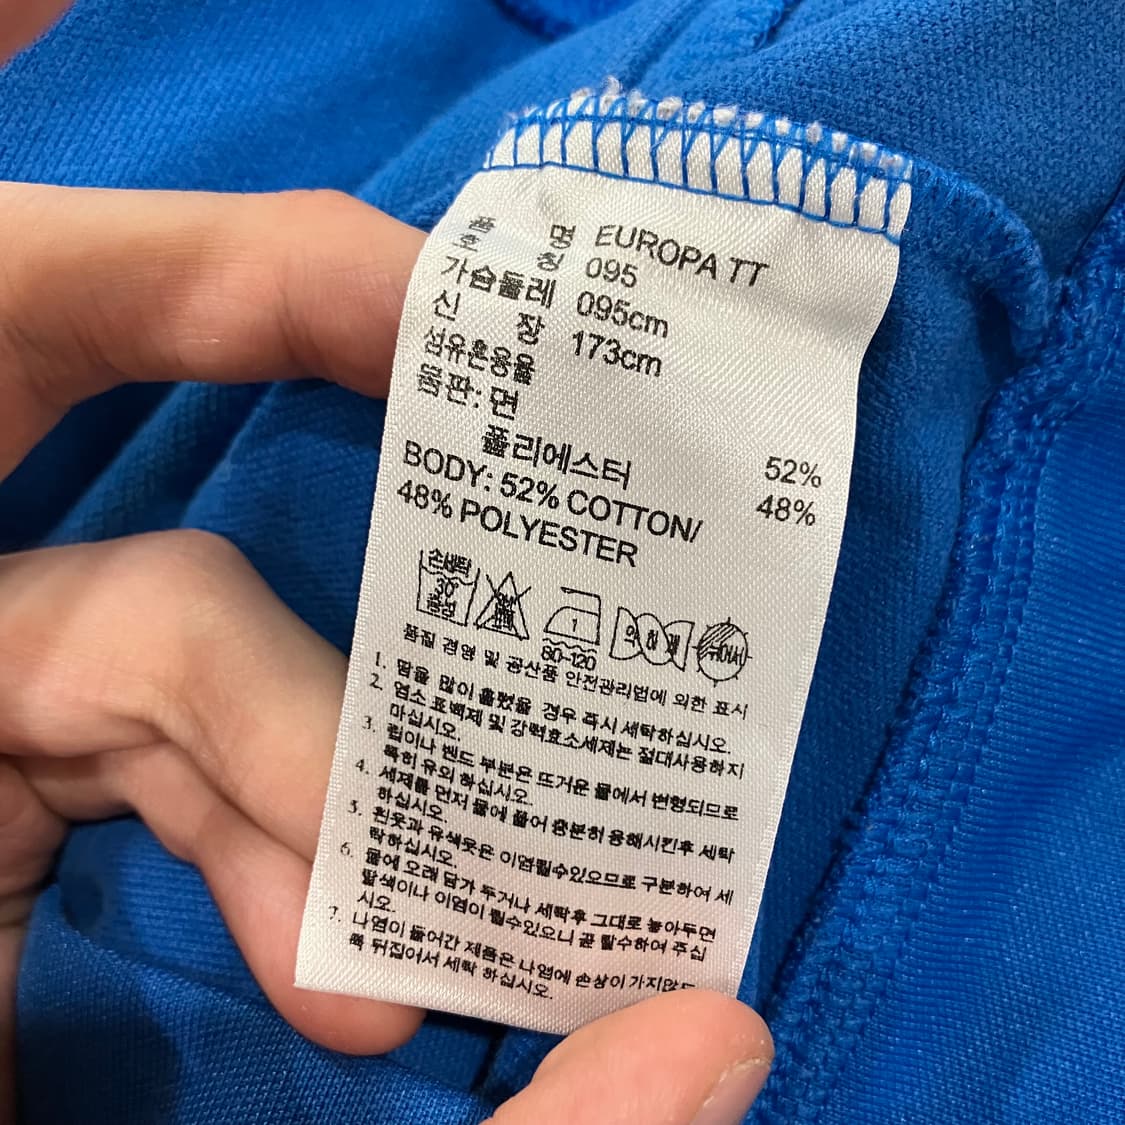 품 명 EUROPA TT
호 칭 095
가슴둘레 095cm
신 장 173cm
섬유혼용율
몸판: 면 52%
폴리에스터 48%
BODY: 52% COTTON/
48% POLYESTER
손세탁
30°
중성
1
80-120
약하게
뉘어서
품질 경영 및 공산품 안전관리법에 의한 표시
1. 땀을 많이 흘렸을 경우 즉시 세탁하십시오.
2. 염소 표백제 및 강력효소세제는 절대사용하지
마십시오.
3. 립이나 밴드 부분은 뜨거운 물에서 변형되므로
특히 유의 하십시오.
4. 세제를 먼저 물에 풀어 충분히 용해시킨후 세탁
하십시오
5. 흰옷과 유색옷은 이염될수있으므로 구분하여 세
탁하십시오.
6. 물에 오래 담가 두거나 세탁후 그대로 놓아두면
탈색이나 이염이 될수있으니 곧 탈수하여 주십
시오.
7. 나염이 들어간 제품은 나염에 손상이 가지않도
록 뒤집어서 세탁 하십시오.